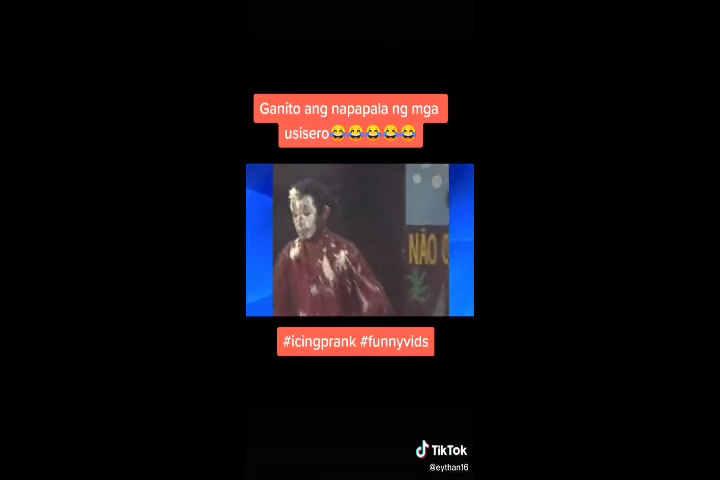 Ganito ang napapala ng mga
usisero😂😂😂😂😂
NÃO
#icingprank #funnyvids
TikTok
@eythan16